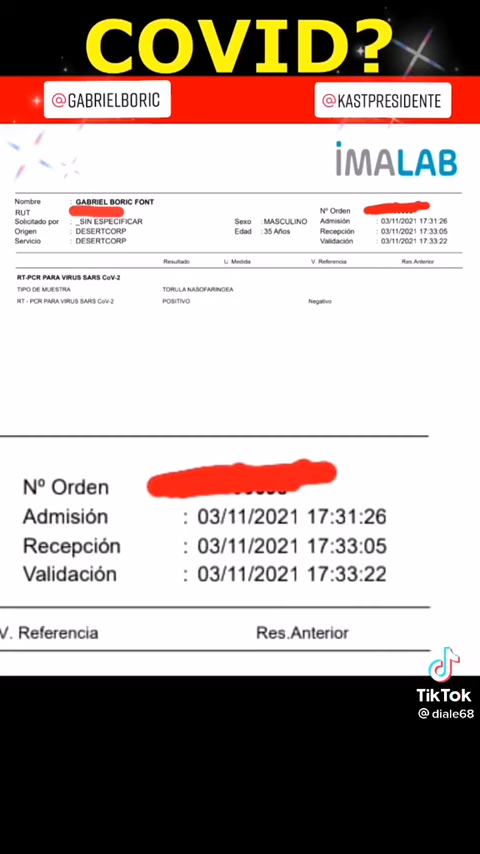 COVID?
@GABRIELBORIC
@KASTPRESIDENTE
iMALAB
Nombre : GABRIEL BORIC FONT
RUT
Nº Orden
Solicitado por : _SIN ESPECIFICAR Sexo : MASCULINO Admisión : 03/11/2021 17:31:26
Origen : DESERTCORP Edad : 35 Años Recepción : 03/11/2021 17:33:05
Servicio : DESERTCORP Validación : 03/11/2021 17:33:22
Resultado U. Medida V. Referencia Res.Anterior
RT-PCR PARA VIRUS SARS CoV-2
TIPO DE MUESTRA TORULA NASOFARINGEA
RT - PCR PARA VIRUS SARS CoV-2 POSITIVO Negativo
Nº Orden
Admisión : 03/11/2021 17:31:26
Recepción : 03/11/2021 17:33:05
Validación : 03/11/2021 17:33:22
V. Referencia Res.Anterior
TikTok
@diale68